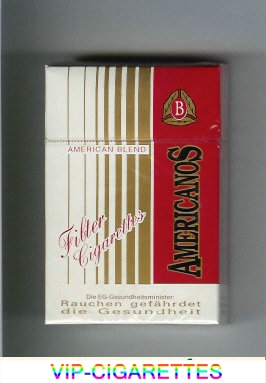 B
AMERICAN BLEND
AMERICANOS
Filter
Cigarettes
Die EG-Gesundheitsminister:
Rauchen gefährdet
die Gesundheit
VIP-CIGARETTES